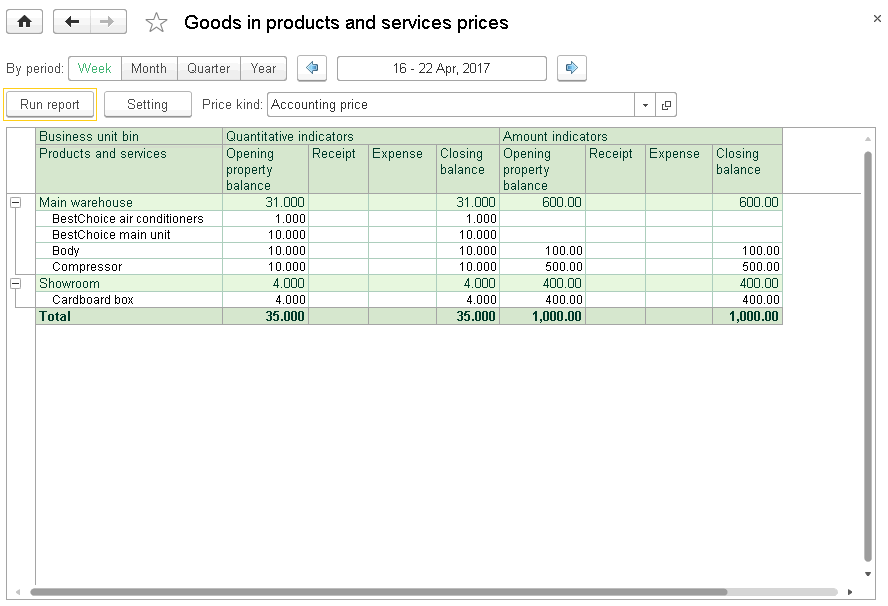 Goods in products and services prices
By period: Week Month Quarter Year 16 - 22 Apr, 2017
Run report Setting Price kind: Accounting price
Business unit bin Quantitative indicators Amount indicators
Products and services Opening property balance Receipt Expense Closing balance Opening property balance Receipt Expense Closing balance
Main warehouse 31.000 31.000 600.00 600.00
BestChoice air conditioners 1.000 1.000
BestChoice main unit 10.000 10.000
Body 10.000 10.000 100.00 100.00
Compressor 10.000 10.000 500.00 500.00
Showroom 4.000 4.000 400.00 400.00
Cardboard box 4.000 4.000 400.00 400.00
Total 35.000 35.000 1,000.00 1,000.00